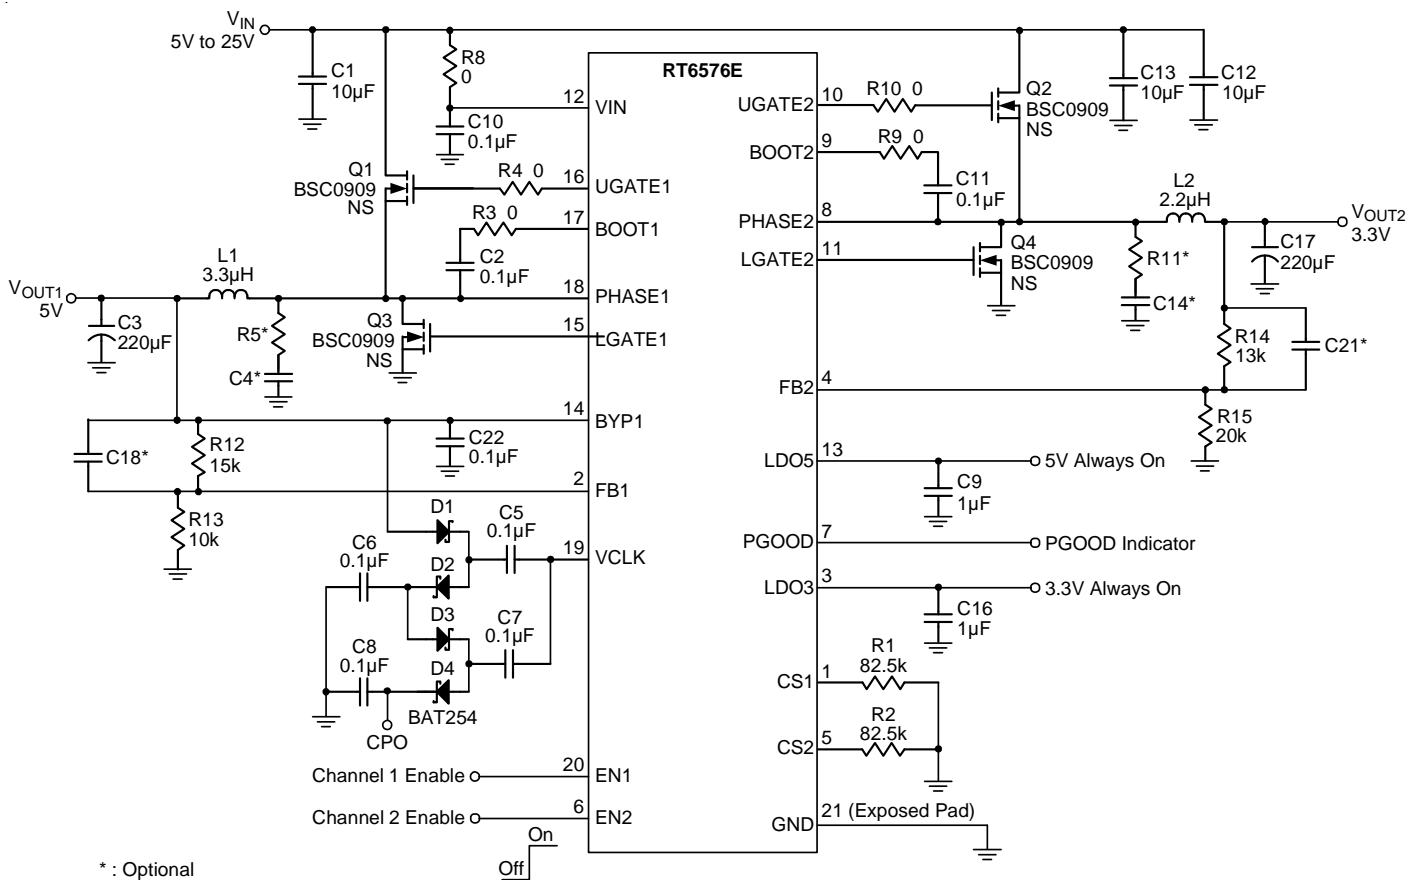 VIN
5V to 25V
C1
10µF
R8
0
C10
0.1µF
12
VIN
RT6576E
UGATE2
10
R10 0
Q2
BSC0909
NS
C13
10µF
C12
10µF
BOOT2
9
R9 0
C11
0.1µF
Q1
BSC0909
NS
R4 0
16
UGATE1
R3 0
17
BOOT1
C2
0.1µF
PHASE2
8
L2
2.2µH
VOUT2
3.3V
LGATE2
11
Q4
BSC0909
NS
R11*
C14*
C17
220µF
L1
3.3µH
VOUT1
5V
C3
220µF
R5*
C4*
18
PHASE1
Q3
BSC0909
NS
15
LGATE1
R14
13k
C21*
FB2
4
R15
20k
14
BYP1
C18*
R12
15k
C22
0.1µF
2
FB1
R13
10k
LDO5
13
5V Always On
C9
1µF
D1
C5
0.1µF
19
VCLK
C6
0.1µF
D2
D3
C7
0.1µF
C8
0.1µF
D4
BAT254
CPO
PGOOD
7
PGOOD Indicator
LDO3
3
3.3V Always On
C16
1µF
CS1
1
R1
82.5k
CS2
5
R2
82.5k
Channel 1 Enable
20
EN1
Channel 2 Enable
6
EN2
GND
21 (Exposed Pad)
On
Off
* : Optional